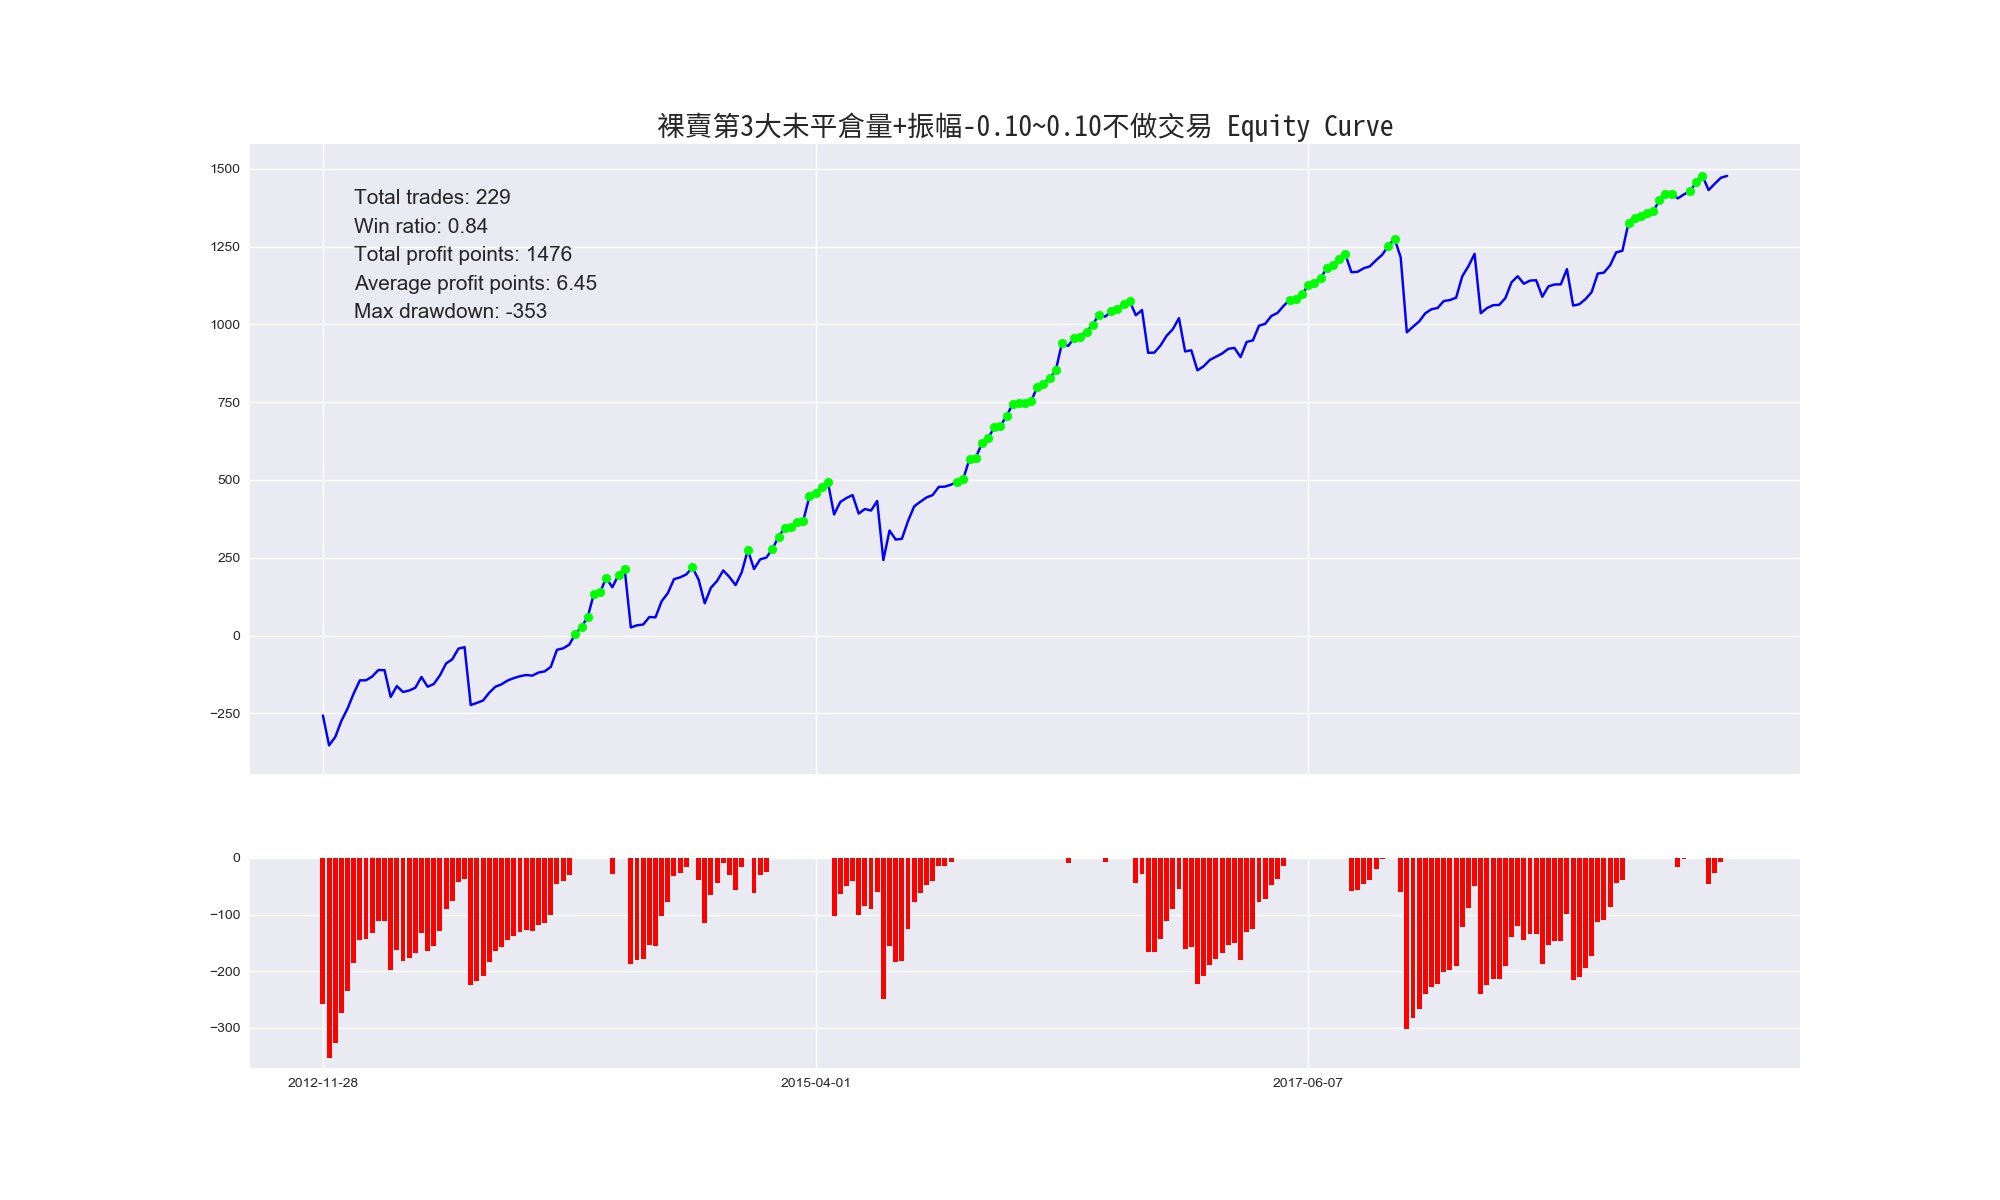 裸賣第3大未平倉量+振幅-0.10~0.10不做交易 Equity Curve
1500
1250
1000
750
500
250
0
−250
Total trades: 229
Win ratio: 0.84
Total profit points: 1476
Average profit points: 6.45
Max drawdown: -353
0
−100
−200
−300
2012-11-28 2015-04-01 2017-06-07